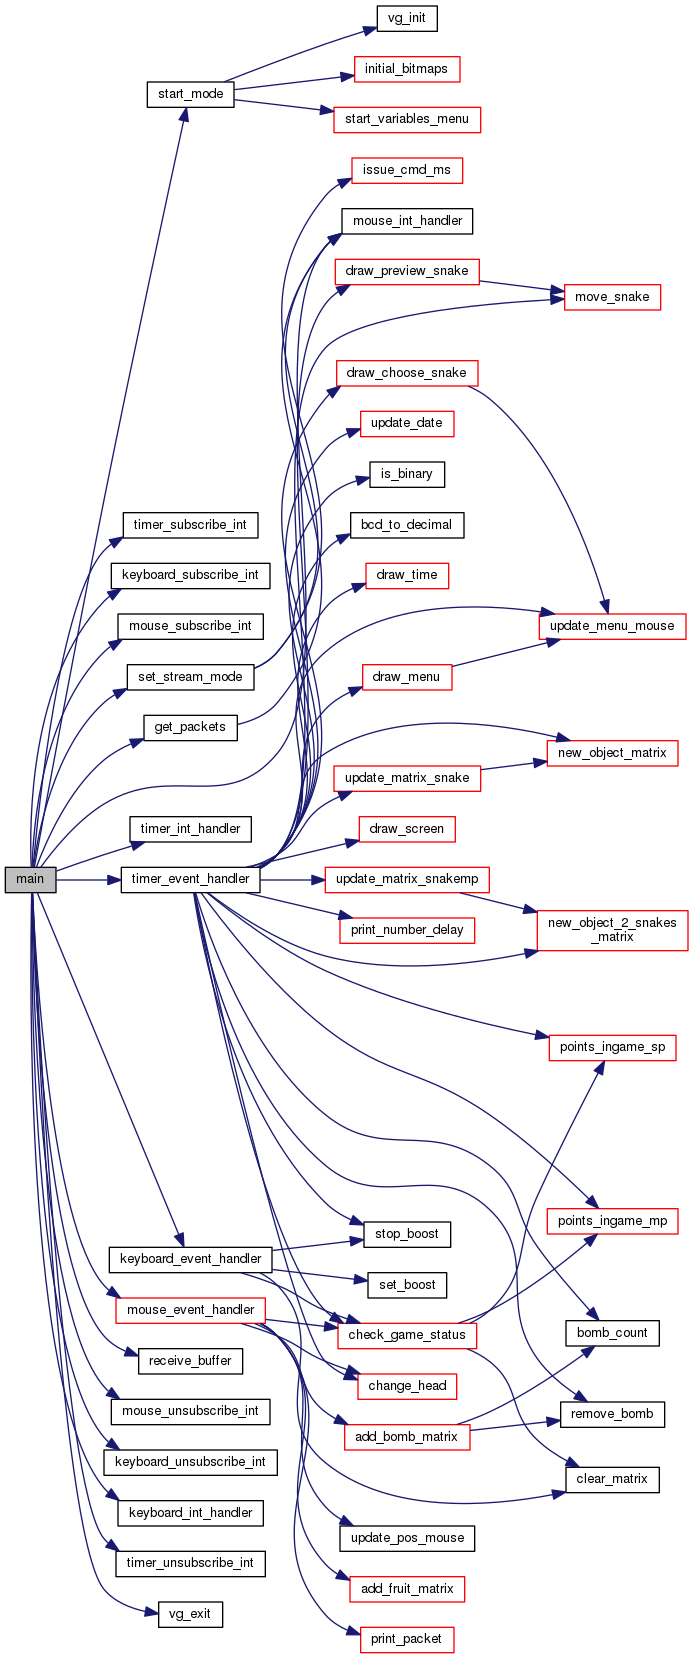 vg_init
initial_bitmaps
start_mode
start_variables_menu
issue_cmd_ms
mouse_int_handler
draw_preview_snake
move_snake
draw_choose_snake
update_date
is_binary
timer_subscribe_int
bcd_to_decimal
keyboard_subscribe_int
draw_time
mouse_subscribe_int
update_menu_mouse
set_stream_mode
draw_menu
get_packets
new_object_matrix
update_matrix_snake
timer_int_handler
draw_screen
main
timer_event_handler
update_matrix_snakemp
new_object_2_snakes
_matrix
print_number_delay
points_ingame_sp
points_ingame_mp
stop_boost
keyboard_event_handler
set_boost
mouse_event_handler
check_game_status
bomb_count
receive_buffer
change_head
mouse_unsubscribe_int
remove_bomb
add_bomb_matrix
keyboard_unsubscribe_int
clear_matrix
keyboard_int_handler
update_pos_mouse
timer_unsubscribe_int
add_fruit_matrix
vg_exit
print_packet